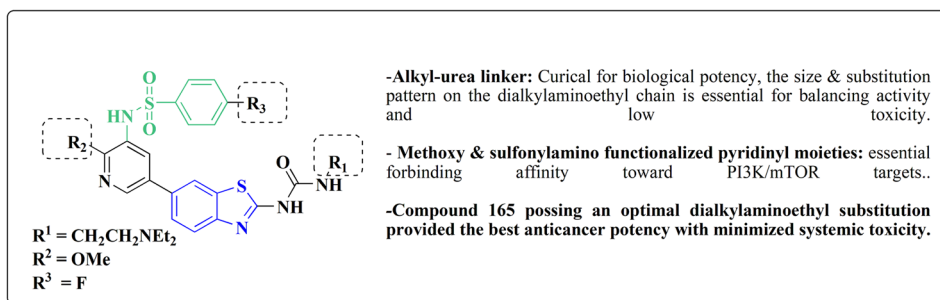 O
S
O
HN
R3
R2
N
O
NH
R1
S
N
NH
R¹ = CH₂CH₂NEt₂
R² = OMe
R³ = F
-Alkyl-urea linker: Curical for biological potency, the size & substitution
pattern on the dialkylaminoethyl chain is essential for balancing activity
and low toxicity.
- Methoxy & sulfonylamino functionalized pyridinyl moieties: essential
forbinding affinity toward PI3K/mTOR targets..
-Compound 165 possing an optimal dialkylaminoethyl substitution
provided the best anticancer potency with minimized systemic toxicity.